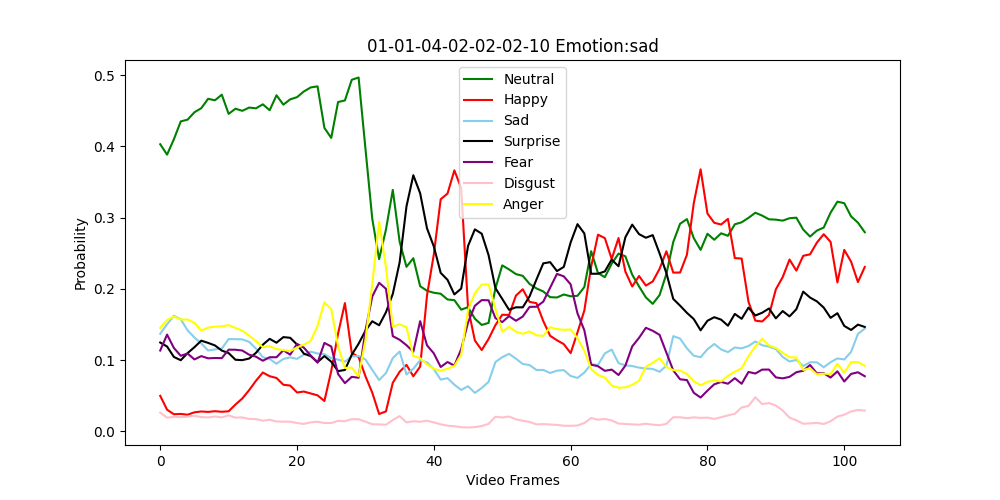 01-01-04-02-02-02-10 Emotion:sad
Neutral
Happy
Sad
Surprise
Fear
Disgust
Anger
Probability
0.5
0.4
0.3
0.2
0.1
0.0
0 20 40 60 80 100
Video Frames